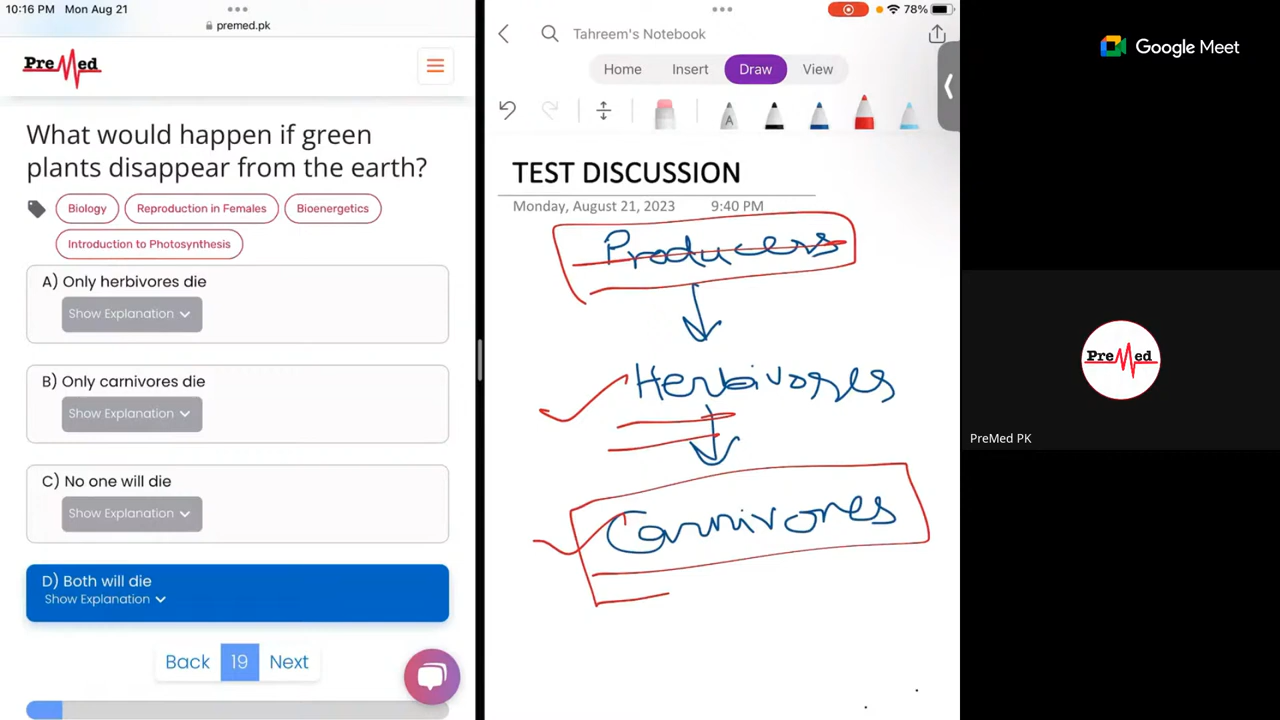 10:16 PM Mon Aug 21
premed.pk
PreMed
What would happen if green
plants disappear from the earth?
Biology
Reproduction in Females
Bioenergetics
Introduction to Photosynthesis
A) Only herbivores die
Show Explanation
B) Only carnivores die
Show Explanation
C) No one will die
Show Explanation
D) Both will die
Show Explanation
Back 19 Next
78%
Tahreem's Notebook
Home Insert Draw View
A
TEST DISCUSSION
Monday, August 21, 2023 9:40 PM
Producers
Herbivores
Carnivores
Google Meet
PreMed
PreMed PK